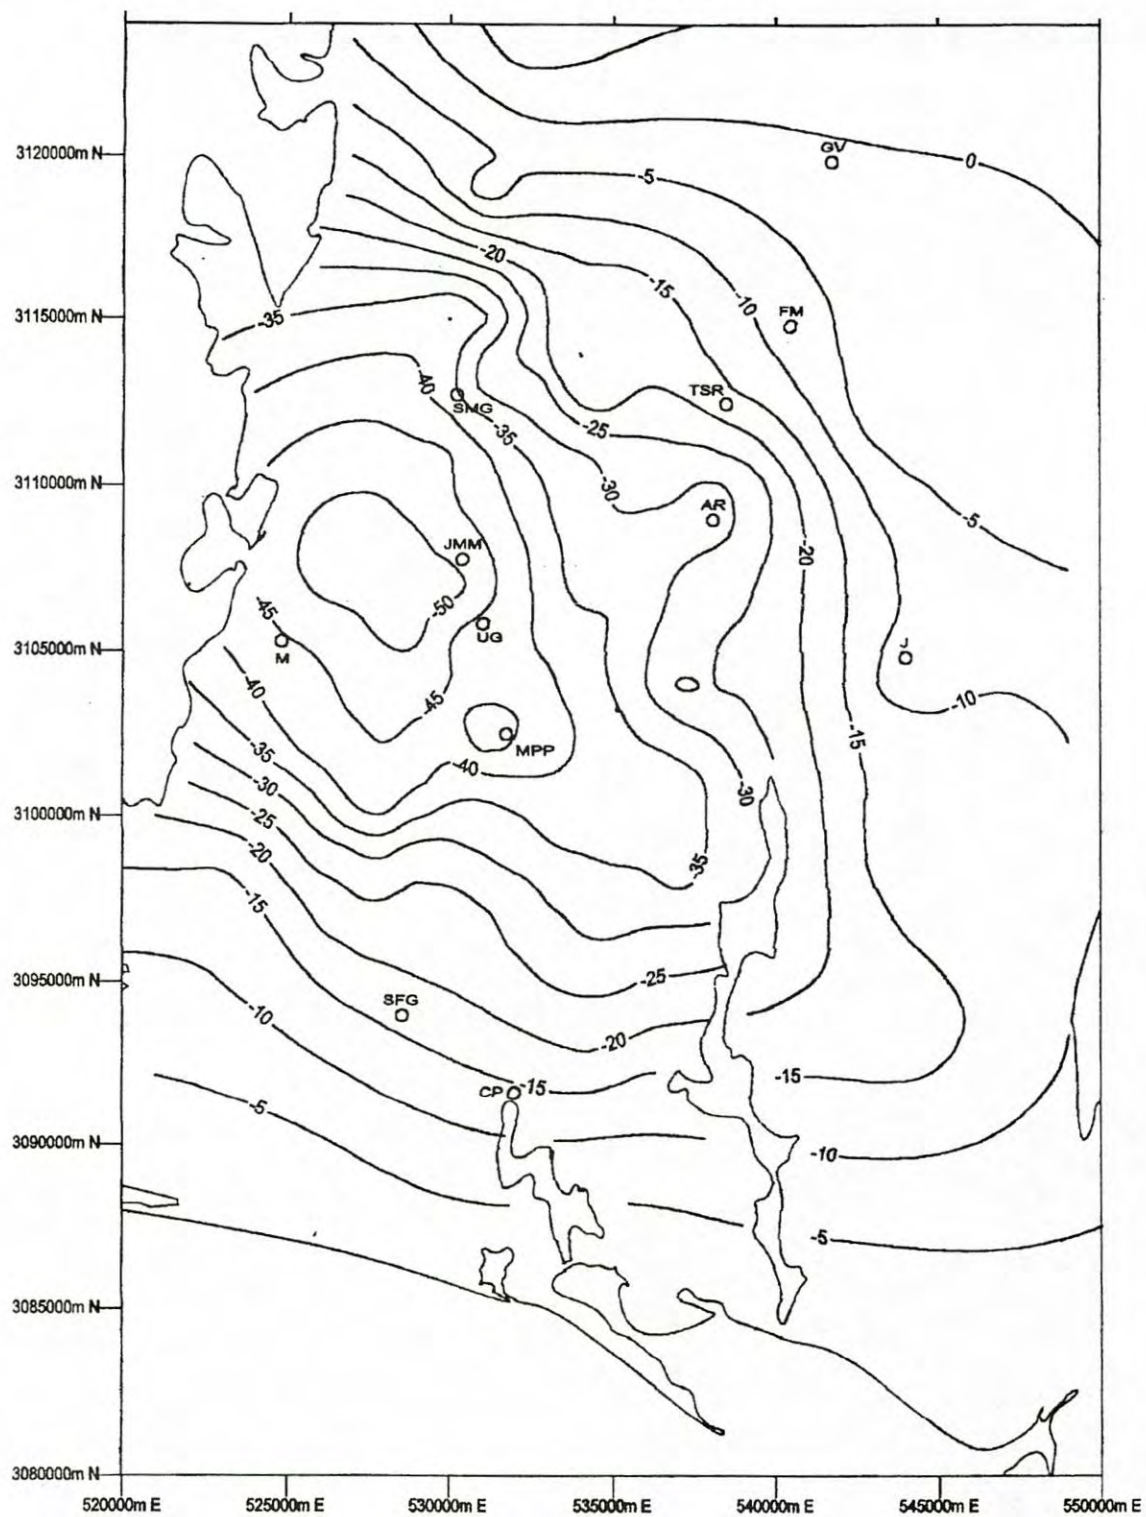 3120000m N
GV
0
-5
-20
-15
-10
FM
3115000m N
-35
-40
TSR
SMG
-35
-25
3110000m N
-30
AR
-5
JMM
-20
-50
-45
UG
3105000m N
M
J
-40
-45
-10
MPP
-15
-35
-40
-30
-30
3100000m N
-25
-20
-35
-15
3095000m N
-25
SFG
-10
-20
-15
-15
CP
-5
3090000m N
-10
-5
3085000m N
3080000m N
520000m E
525000m E
530000m E
535000m E
540000m E
545000m E
550000m E